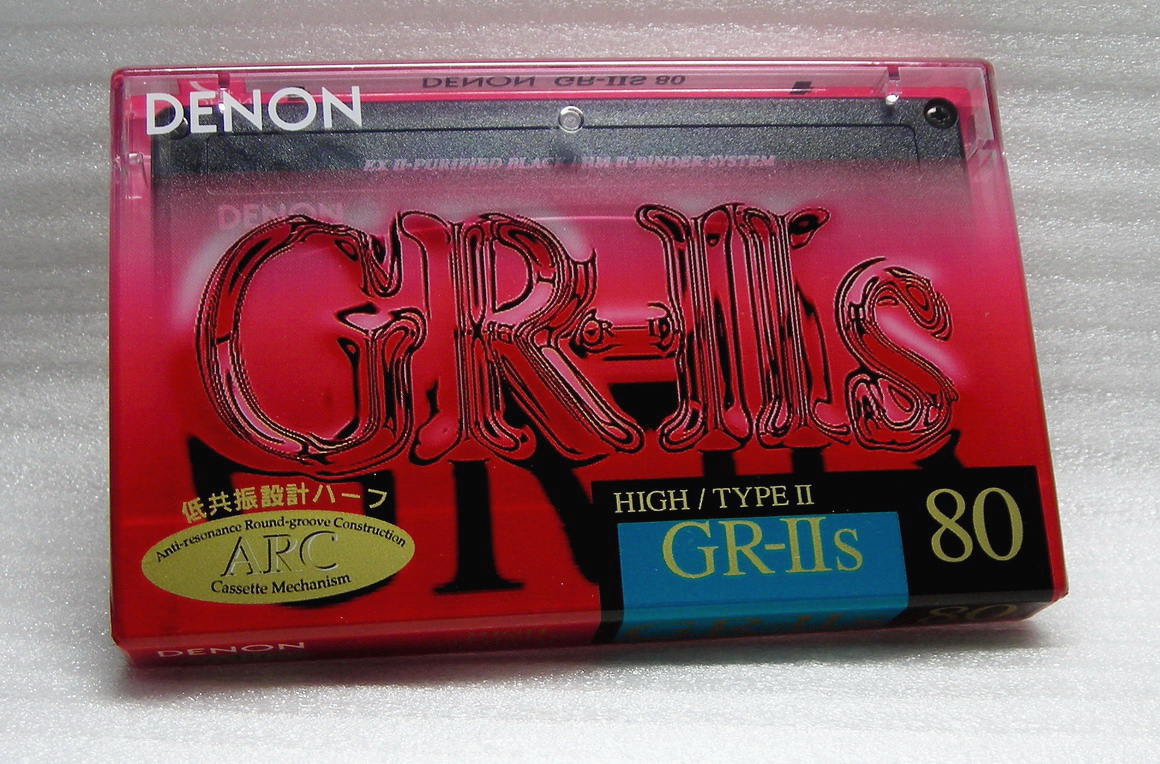 DENON GR-IIS 80
DENON
EX II-PURIFIED BLACK HM II-BINDER SYSTEM
DENON
GR-IIs
低共振設計ハーフ
Anti-resonance Round-groove Construction
ARC
Cassette Mechanism
HIGH / TYPE II
GR-IIs
80
DENON
80